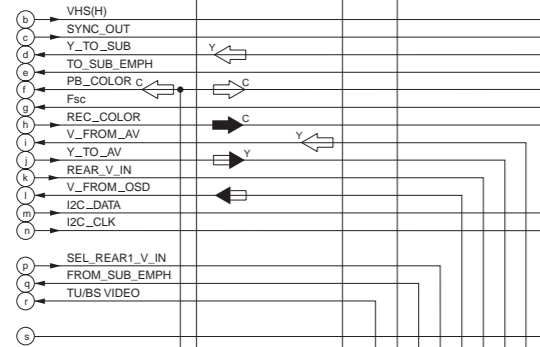 b VHS(H)
c SYNC_OUT
d Y_TO_SUB Y
e TO_SUB_EMPH
f PB_COLOR C C
g Fsc
h REC_COLOR C
i V_FROM_AV Y
j Y_TO_AV Y
k REAR_V_IN
l V_FROM_OSD
m I2C_DATA
n I2C_CLK
p SEL_REAR1_V_IN
q FROM_SUB_EMPH
r TU/BS VIDEO
s